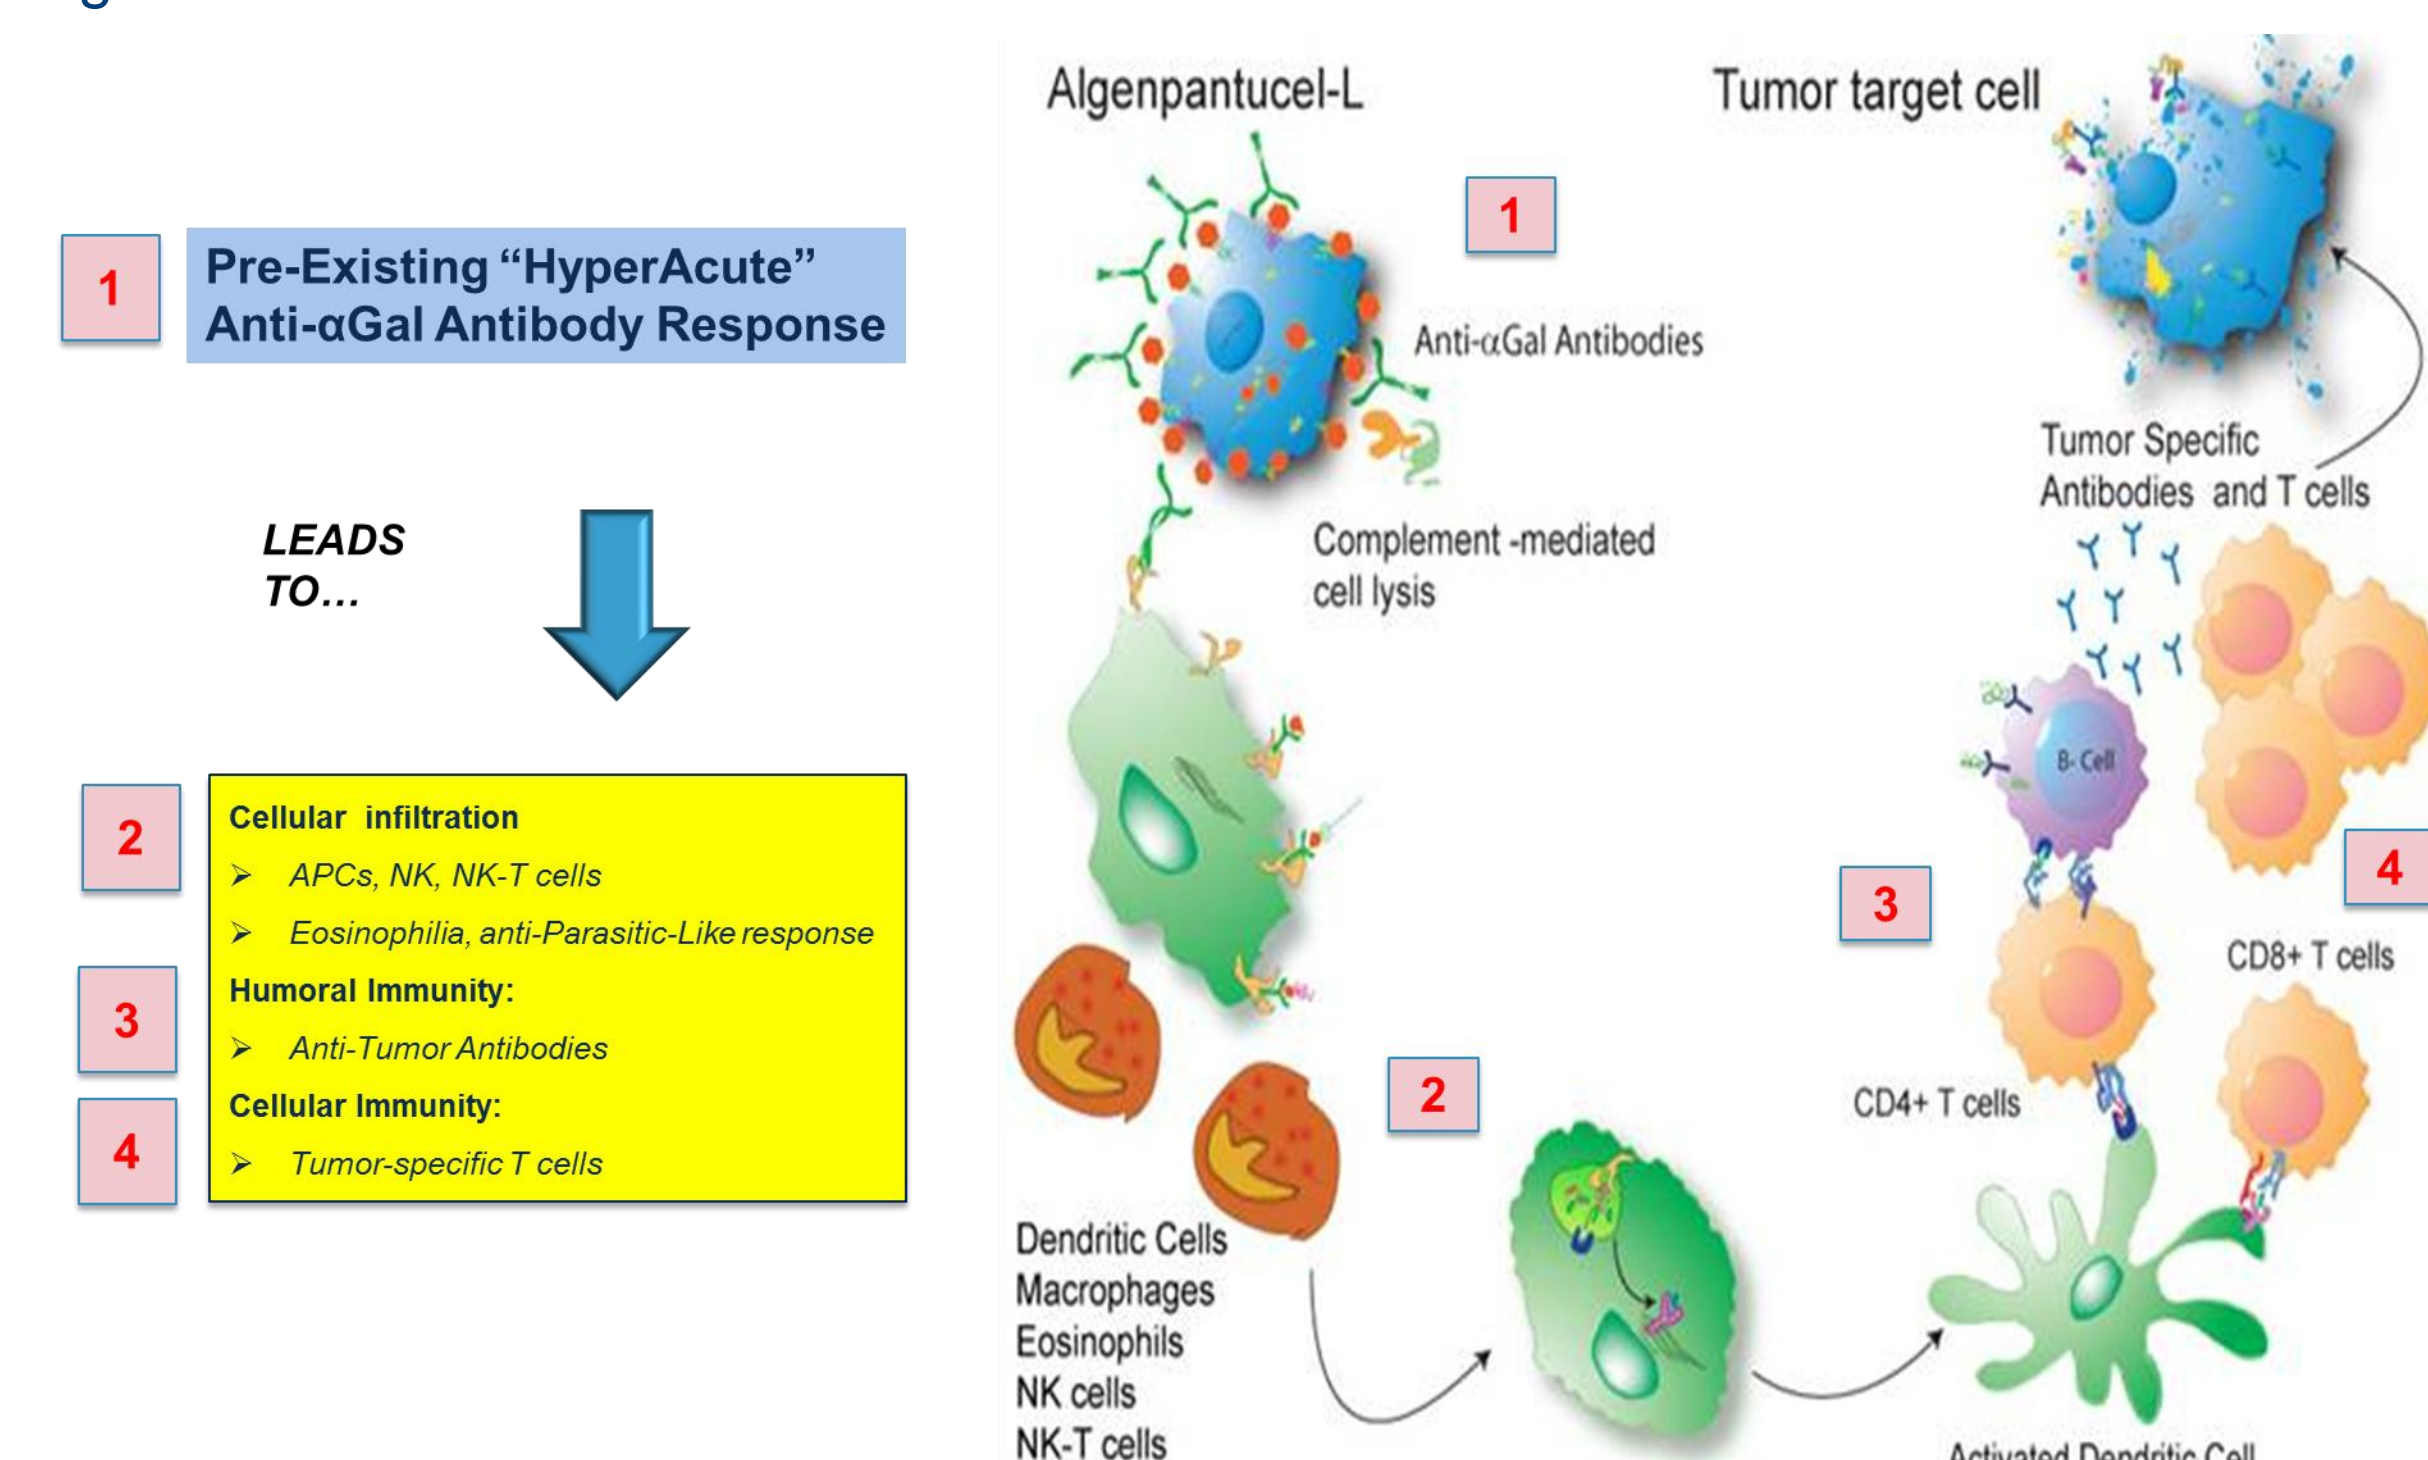 1
Pre-Existing “HyperAcute”
Anti-αGal Antibody Response
LEADS
TO…
2
Cellular infiltration
➢ APCs, NK, NK-T cells
➢ Eosinophilia, anti-Parasitic-Like response
3
Humoral Immunity:
➢ Anti-Tumor Antibodies
4
Cellular Immunity:
➢ Tumor-specific T cells
Algenpantucel-L
1
Anti-αGal Antibodies
Complement -mediated
cell lysis
2
Dendritic Cells
Macrophages
Eosinophils
NK cells
NK-T cells
Tumor target cell
Tumor Specific
Antibodies and T cells
B- Cell
3
4
CD8+ T cells
CD4+ T cells
Activated Dendritic Cell